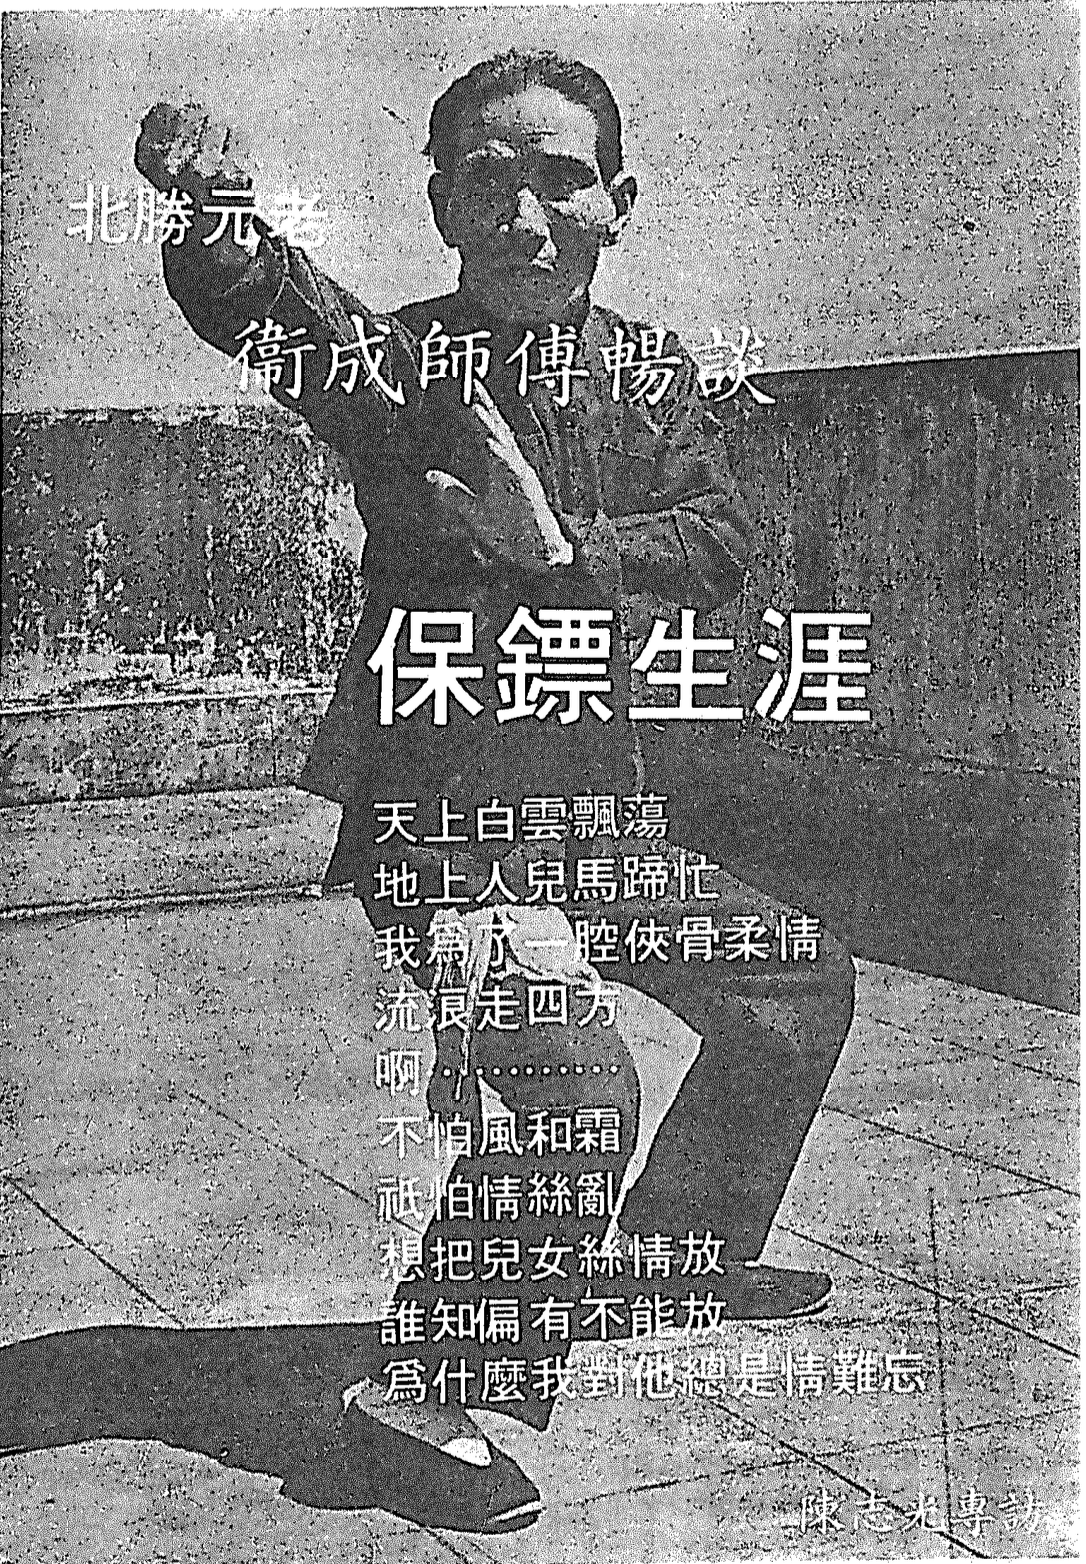 北勝元老
衞成師傅暢談
保鏢生涯
天上白雲飄蕩
地上人兒馬蹄忙
我爲了一腔俠骨柔情
流浪走四方
啊…………
不怕風和霜
祇怕情絲亂
想把兒女絲情放
誰知偏有不能放
爲什麼我對他總是情難忘
陳志光專訪